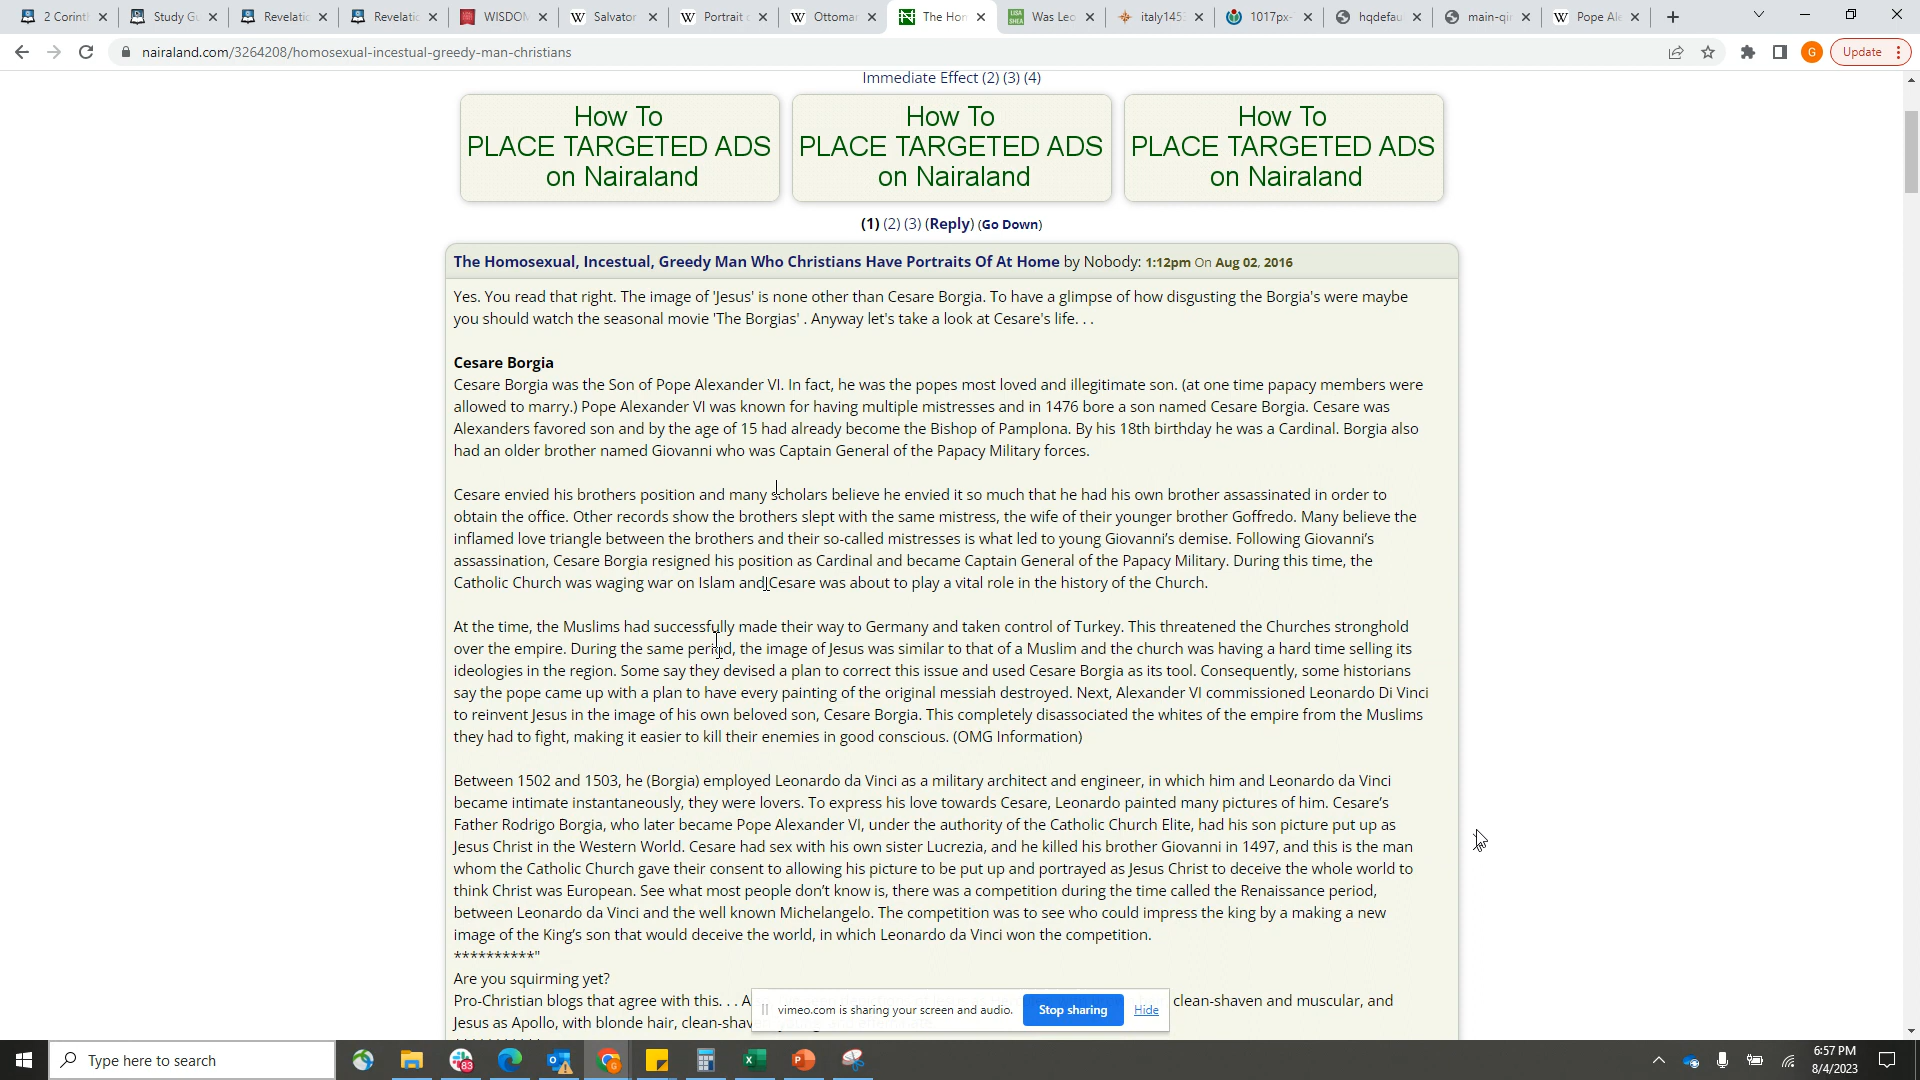 2 Corint
Study Gu
Revelatio
Revelatio
WISDOM
Salvator
Portrait o
Ottoman
The Hom
Was Leo
italy1453
1017px-
hqdefau
main-qim
Pope Ale
nairaland.com/3264208/homosexual-incestual-greedy-man-christians
G
Update
Immediate Effect (2) (3) (4)
How To
PLACE TARGETED ADS
on Nairaland
How To
PLACE TARGETED ADS
on Nairaland
How To
PLACE TARGETED ADS
on Nairaland
(1) (2) (3) (Reply) (Go Down)
The Homosexual, Incestual, Greedy Man Who Christians Have Portraits Of At Home by Nobody: 1:12pm On Aug 02, 2016
Yes. You read that right. The image of 'Jesus' is none other than Cesare Borgia. To have a glimpse of how disgusting the Borgia's were maybe
you should watch the seasonal movie 'The Borgias' . Anyway let's take a look at Cesare's life. . .
Cesare Borgia
Cesare Borgia was the Son of Pope Alexander VI. In fact, he was the popes most loved and illegitimate son. (at one time papacy members were
allowed to marry.) Pope Alexander VI was known for having multiple mistresses and in 1476 bore a son named Cesare Borgia. Cesare was
Alexanders favored son and by the age of 15 had already become the Bishop of Pamplona. By his 18th birthday he was a Cardinal. Borgia also
had an older brother named Giovanni who was Captain General of the Papacy Military forces.
Cesare envied his brothers position and many scholars believe he envied it so much that he had his own brother assassinated in order to
obtain the office. Other records show the brothers slept with the same mistress, the wife of their younger brother Goffredo. Many believe the
inflamed love triangle between the brothers and their so-called mistresses is what led to young Giovanni’s demise. Following Giovanni’s
assassination, Cesare Borgia resigned his position as Cardinal and became Captain General of the Papacy Military. During this time, the
Catholic Church was waging war on Islam and Cesare was about to play a vital role in the history of the Church.
At the time, the Muslims had successfully made their way to Germany and taken control of Turkey. This threatened the Churches stronghold
over the empire. During the same period, the image of Jesus was similar to that of a Muslim and the church was having a hard time selling its
ideologies in the region. Some say they devised a plan to correct this issue and used Cesare Borgia as its tool. Consequently, some historians
say the pope came up with a plan to have every painting of the original messiah destroyed. Next, Alexander VI commissioned Leonardo Di Vinci
to reinvent Jesus in the image of his own beloved son, Cesare Borgia. This completely disassociated the whites of the empire from the Muslims
they had to fight, making it easier to kill their enemies in good conscious. (OMG Information)
Between 1502 and 1503, he (Borgia) employed Leonardo da Vinci as a military architect and engineer, in which him and Leonardo da Vinci
became intimate instantaneously, they were lovers. To express his love towards Cesare, Leonardo painted many pictures of him. Cesare’s
Father Rodrigo Borgia, who later became Pope Alexander VI, under the authority of the Catholic Church Elite, had his son picture put up as
Jesus Christ in the Western World. Cesare had sex with his own sister Lucrezia, and he killed his brother Giovanni in 1497, and this is the man
whom the Catholic Church gave their consent to allowing his picture to be put up and portrayed as Jesus Christ to deceive the whole world to
think Christ was European. See what most people don’t know is, there was a competition during the time called the Renaissance period,
between Leonardo da Vinci and the well known Michelangelo. The competition was to see who could impress the king by a making a new
image of the King’s son that would deceive the world, in which Leonardo da Vinci won the competition.
**********"
Are you squirming yet?
Pro-Christian blogs that agree with this. . . clean-shaven and muscular, and
Jesus as Apollo, with blonde hair,
vimeo.com is sharing your screen and audio.
Stop sharing
Hide
Type here to search
83
6:57 PM
8/4/2023